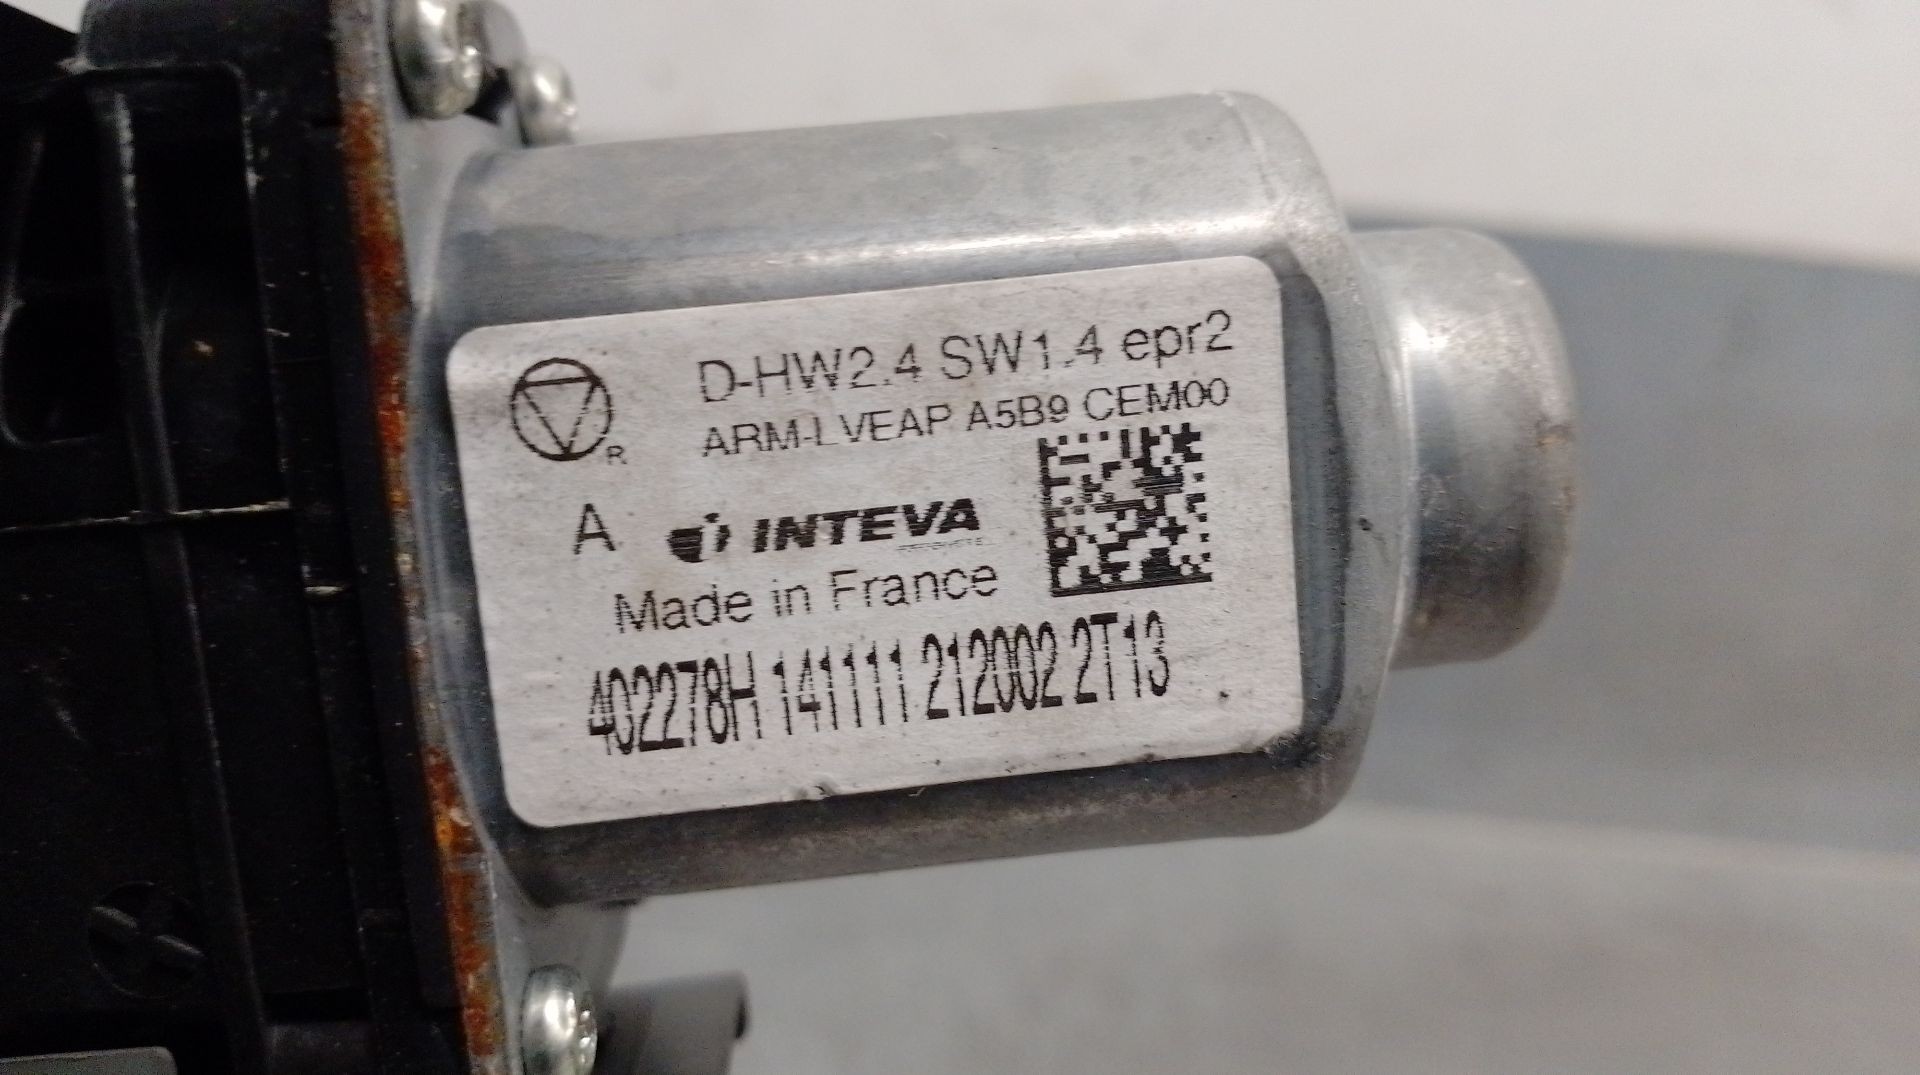 D-HW2.4 SW1.4 epr2
ARM-LVEAP A5B9 CEM00
R
A INTEVA
Made in France
402278H 141111 212002 2T13